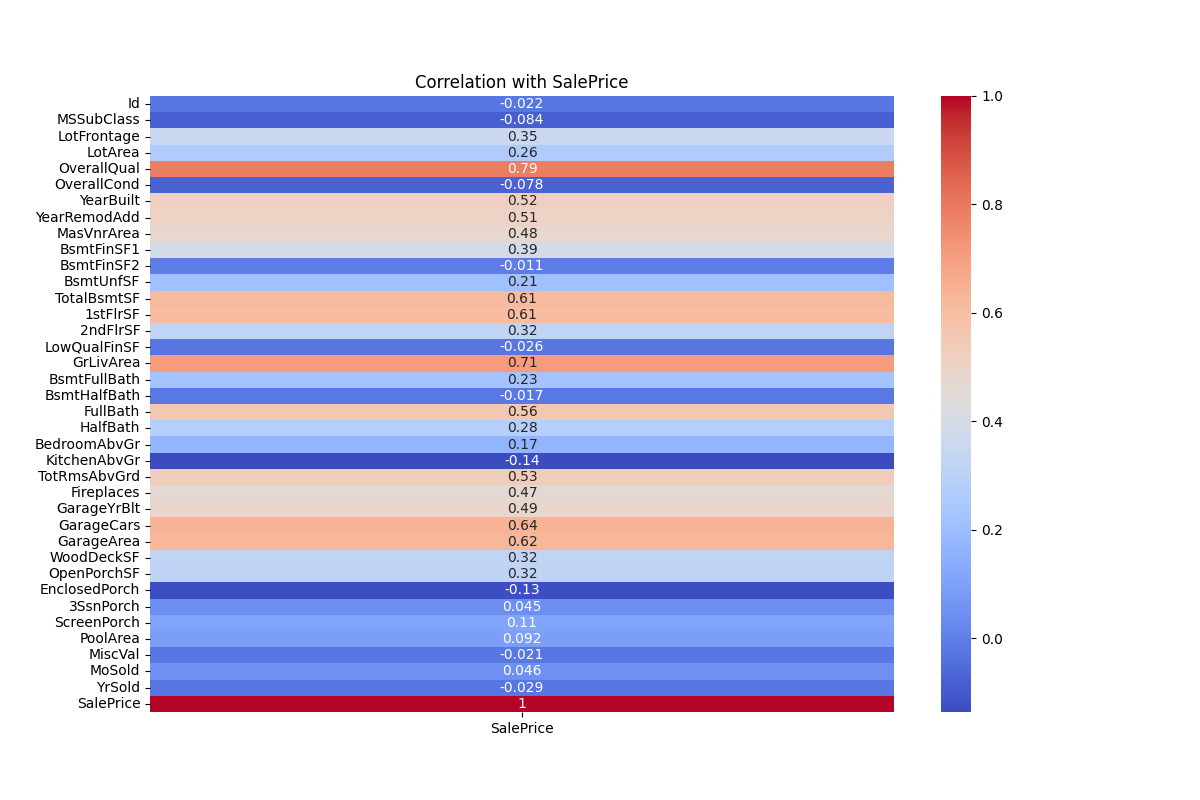 Correlation with SalePrice
Id -0.022
MSSubClass -0.084
LotFrontage 0.35
LotArea 0.26
OverallQual 0.79
OverallCond -0.078
YearBuilt 0.52
YearRemodAdd 0.51
MasVnrArea 0.48
BsmtFinSF1 0.39
BsmtFinSF2 -0.011
BsmtUnfSF 0.21
TotalBsmtSF 0.61
1stFlrSF 0.61
2ndFlrSF 0.32
LowQualFinSF -0.026
GrLivArea 0.71
BsmtFullBath 0.23
BsmtHalfBath -0.017
FullBath 0.56
HalfBath 0.28
BedroomAbvGr 0.17
KitchenAbvGr -0.14
TotRmsAbvGrd 0.53
Fireplaces 0.47
GarageYrBlt 0.49
GarageCars 0.64
GarageArea 0.62
WoodDeckSF 0.32
OpenPorchSF 0.32
EnclosedPorch -0.13
3SsnPorch 0.045
ScreenPorch 0.11
PoolArea 0.092
MiscVal -0.021
MoSold 0.046
YrSold -0.029
SalePrice 1
SalePrice
1.0
0.8
0.6
0.4
0.2
0.0